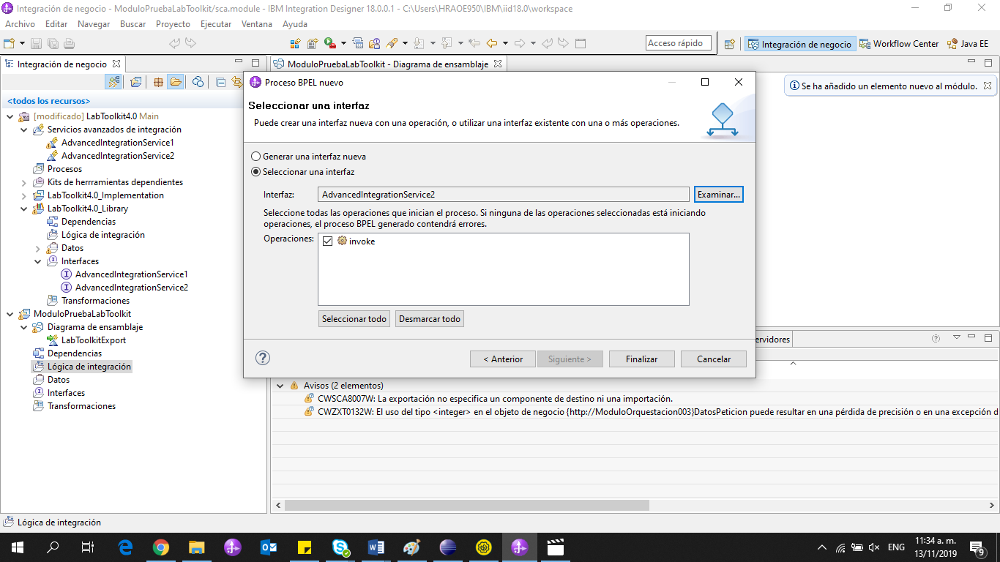 Integración de negocio - ModuloPruebaLabToolkit/sca.module - IBM Integration Designer 18.0.0.1 - C:\Users\HRAOE950\IBM\iid18.0\workspace
Archivo Editar Navegar Buscar Proyecto Ejecutar Ventana Ayuda
Acceso rápido
Integración de negocio
Workflow Center
Java EE
Integración de negocio
ModuloPruebaLabToolkit - Diagrama de ensamblaje
<todos los recursos>
[modificado] LabToolkit4.0 Main
Servicios avanzados de integración
AdvancedIntegrationService1
AdvancedIntegrationService2
Procesos
Kits de herrramientas dependientes
LabToolkit4.0_Implementation
LabToolkit4.0_Library
Dependencias
Lógica de integración
Datos
Interfaces
AdvancedIntegrationService1
AdvancedIntegrationService2
Transformaciones
ModuloPruebaLabToolkit
Diagrama de ensamblaje
LabToolkitExport
Dependencias
Lógica de integración
Datos
Interfaces
Transformaciones
Se ha añadido un elemento nuevo al módulo.
Proceso BPEL nuevo
Seleccionar una interfaz
Puede crear una interfaz nueva con una operación, o utilizar una interfaz existente con una o más operaciones.
Generar una interfaz nueva
Seleccionar una interfaz
Interfaz: AdvancedIntegrationService2 Examinar...
Seleccione todas las operaciones que inician el proceso. Si ninguna de las operaciones seleccionadas está iniciando
operaciones, el proceso BPEL generado contendrá errores.
Operaciones: invoke
Seleccionar todo Desmarcar todo
< Anterior Siguiente > Finalizar Cancelar
ervidores
Avisos (2 elementos)
CWSCA8007W: La exportación no especifica un componente de destino ni una importación.
CWZXT0132W: El uso del tipo <integer> en el objeto de negocio {http://ModuloOrquestacion003}DatosPeticion puede resultar en una pérdida de precisión o en una excepción d
Lógica de integración
ENG
11:34 a. m.
13/11/2019
9